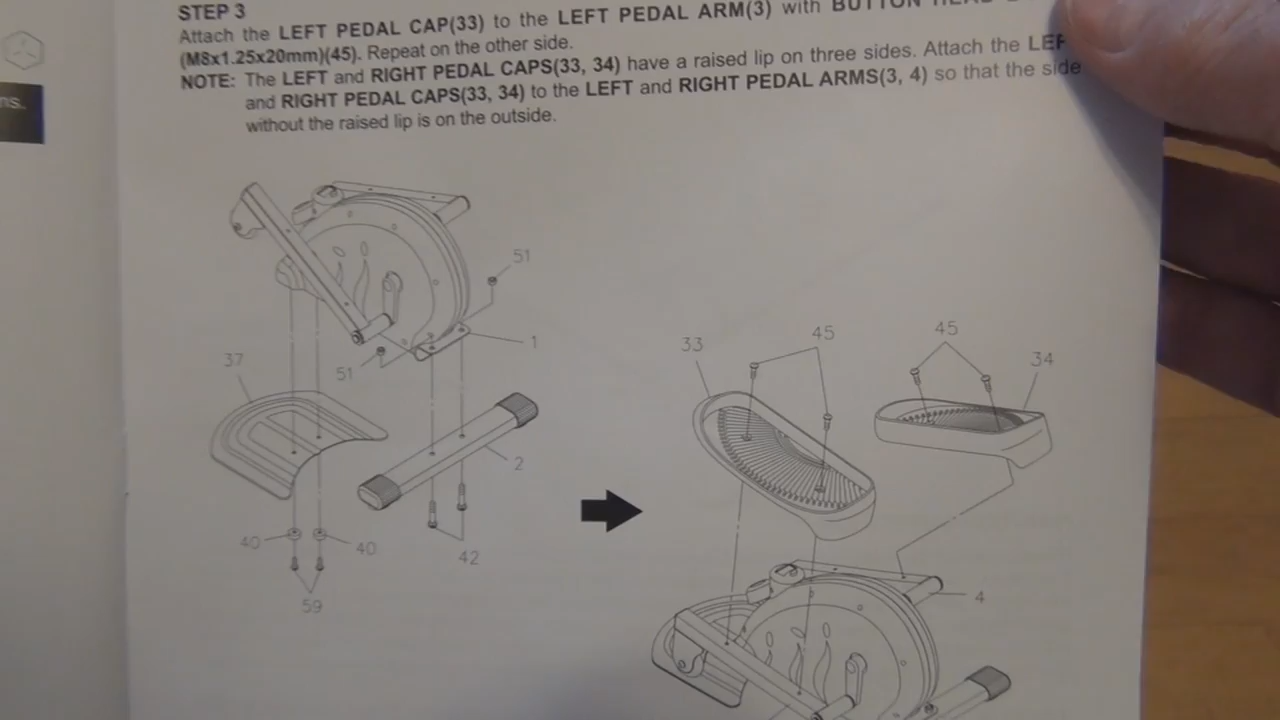 STEP 3
Attach the LEFT PEDAL CAP(33) to the LEFT PEDAL ARM(3) with BUTTON HEAD
(M8x1.25x20mm)(45). Repeat on the other side.
NOTE: The LEFT and RIGHT PEDAL CAPS(33, 34) have a raised lip on three sides. Attach the LEF
and RIGHT PEDAL CAPS(33, 34) to the LEFT and RIGHT PEDAL ARMS(3, 4) so that the side
without the raised lip is on the outside.
ns.
51
1
51
37
2
40
40
42
59
45
33
45
34
4